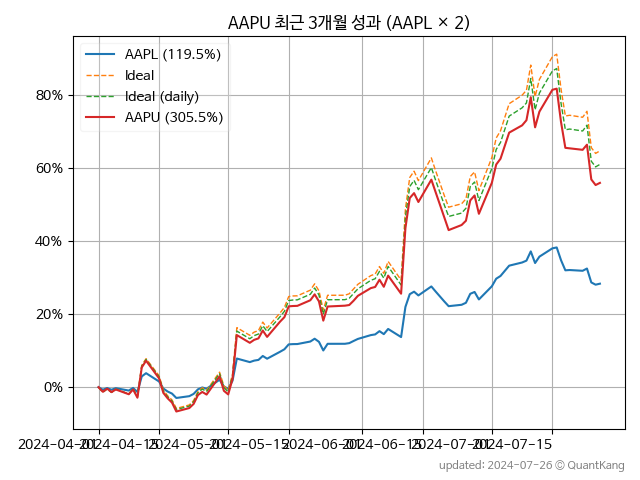 AAPU 최근 3개월 성과 (AAPL × 2)
AAPL (119.5%)
Ideal
Ideal (daily)
AAPU (305.5%)
80%
60%
40%
20%
0%
2024-04-01 2024-04-15 2024-05-01 2024-05-15 2024-06-01 2024-06-15 2024-07-01 2024-07-15
updated: 2024-07-26 © QuantKang